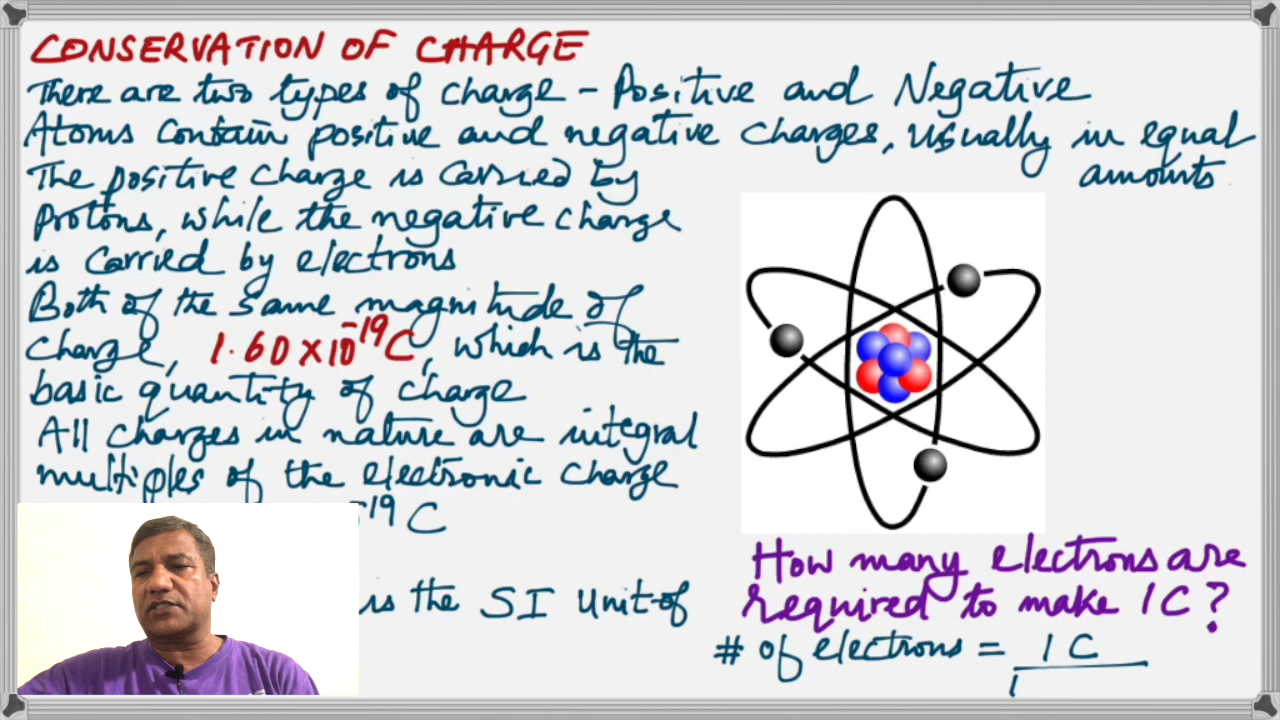 CONSERVATION OF CHARGE
There are two types of charge - Positive and Negative
Atoms contain positive and negative charges, usually in equal
amounts
The positive charge is carried by
protons, while the negative charge
is carried by electrons
Both of the same magnitude of
charge, 1.60 x 10⁻¹⁹ C, which is the
basic quantity of charge
All charges in nature are integral
multiples of the electronic charge
⁻¹⁹ C
is the SI Unit of
How many electrons are
required to make 1C?
# of electrons = 1 C
1